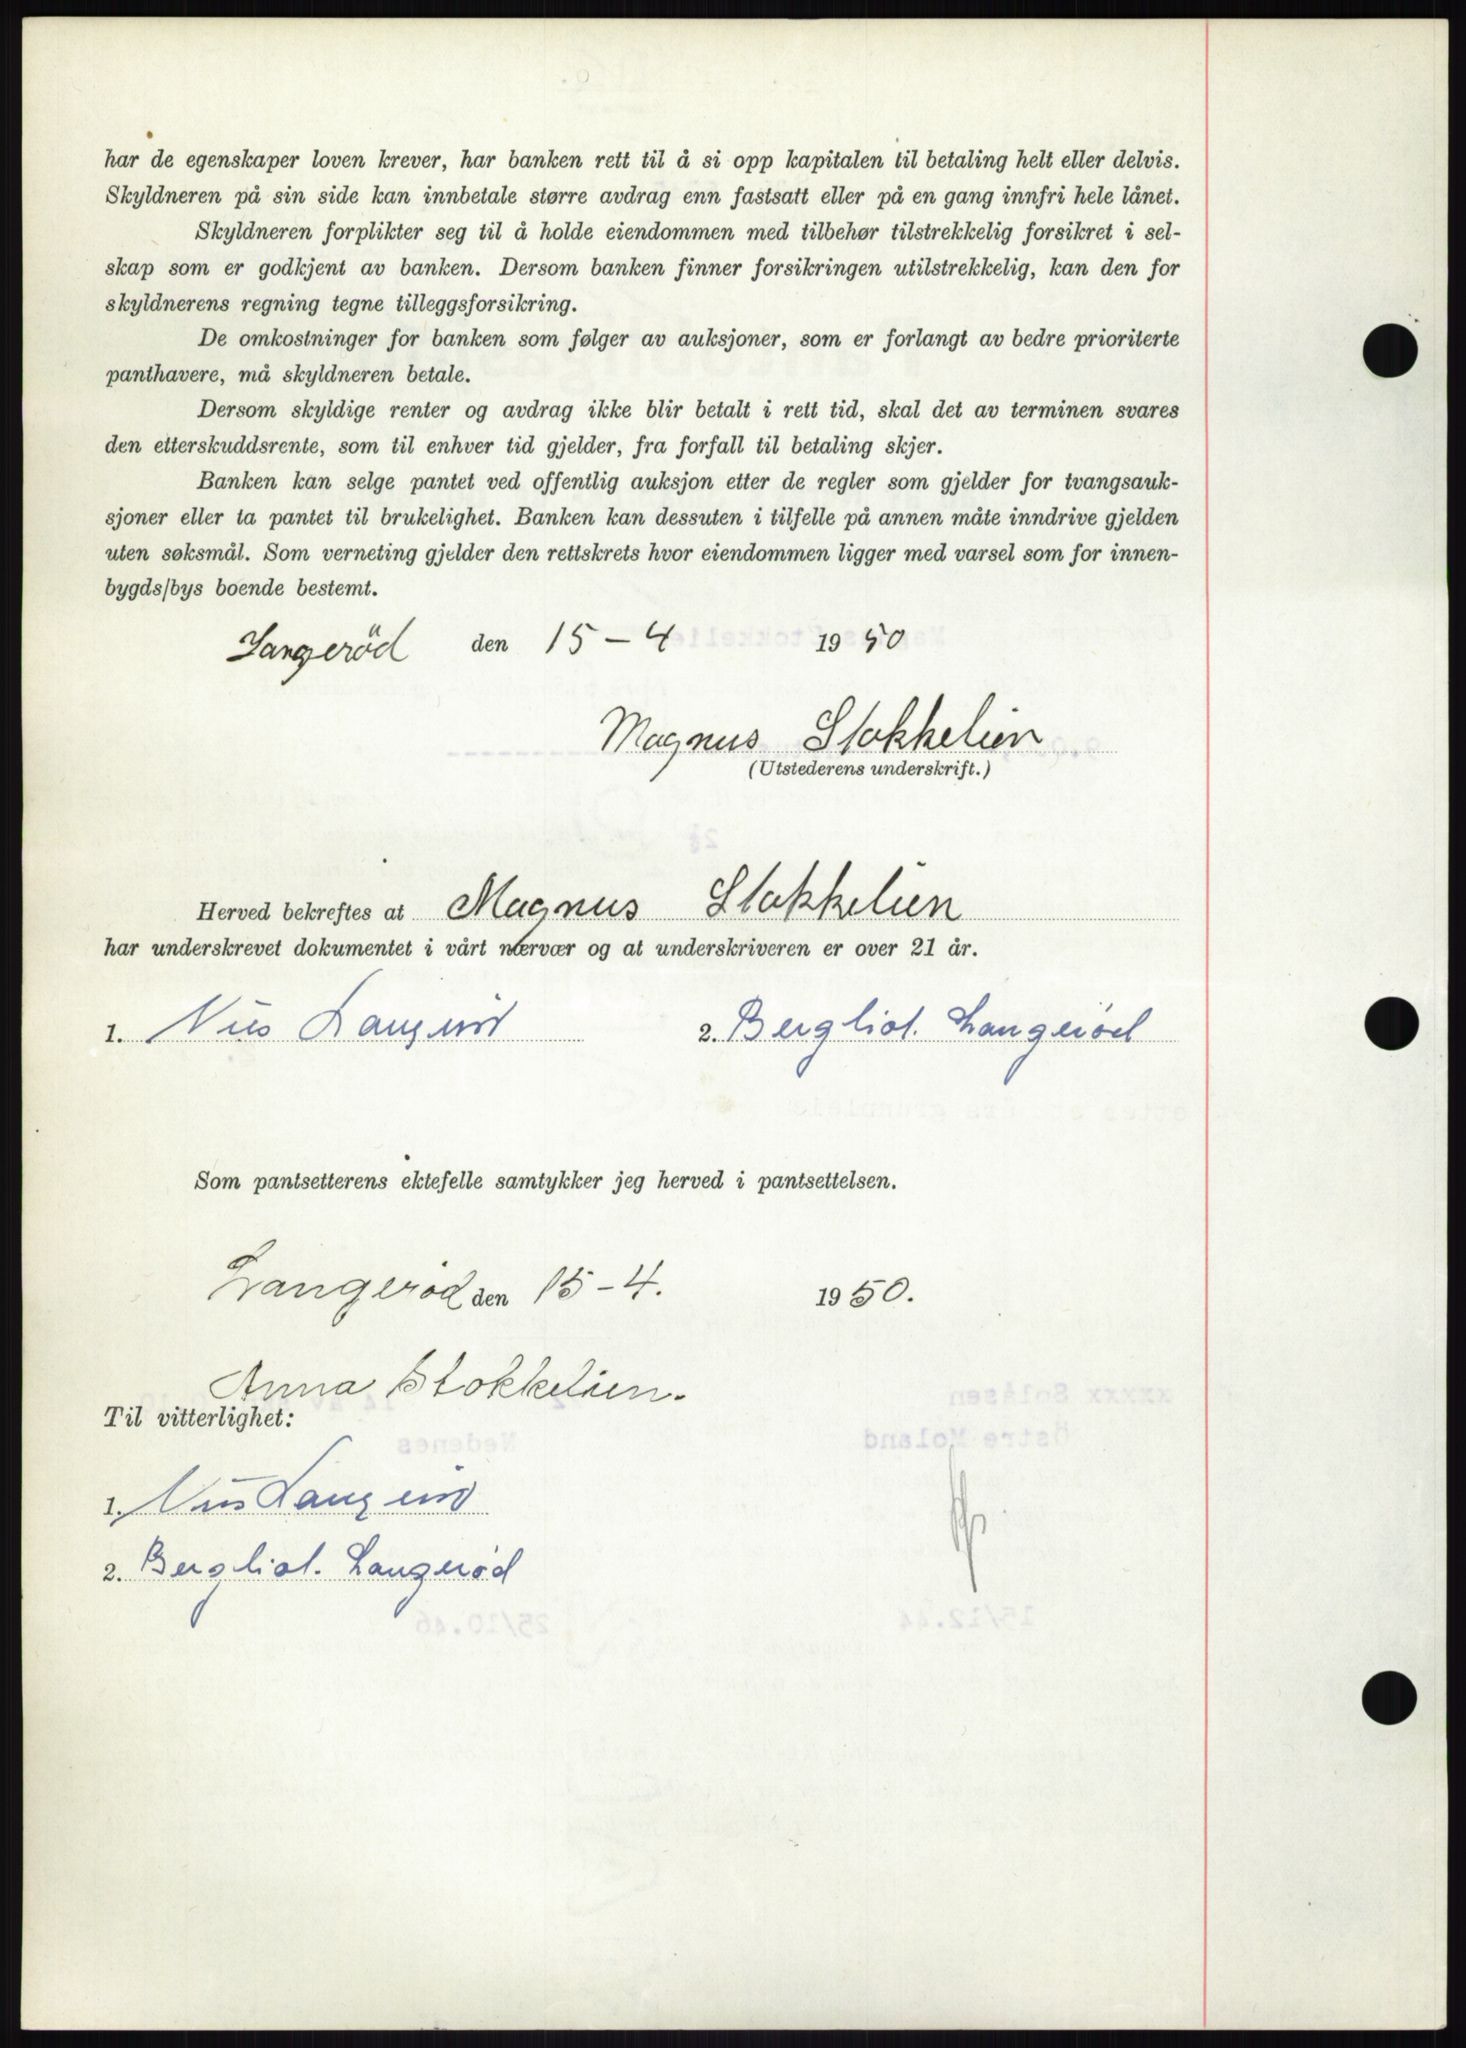 har de egenskaper loven krever, har banken rett til å si opp kapitalen til betaling helt eller delvis.
Skyldneren på sin side kan innbetale større avdrag enn fastsatt eller på en gang innfri hele lånet.
Skyldneren forplikter seg til å holde eiendommen med tilbehør tilstrekkelig forsikret i sel-
skap som er godkjent av banken. Dersom banken finner forsikringen utilstrekkelig, kan den for
skyldnerens regning tegne tilleggsforsikring.
De omkostninger for banken som følger av auksjoner, som er forlangt av bedre prioriterte
panthavere, må skyldneren betale.
Dersom skyldige renter og avdrag ikke blir betalt i rett tid, skal det av terminen svares
den etterskuddsrente, som til enhver tid gjelder, fra forfall til betaling skjer.
Banken kan selge pantet ved offentlig auksjon etter de regler som gjelder for tvangsauk-
sjoner eller ta pantet til brukelighet. Banken kan dessuten i tilfelle på annen måte inndrive gjelden
uten søksmål. Som verneting gjelder den rettskrets hvor eiendommen ligger med varsel som for innen-
bygds/bys boende bestemt.
Langerød den 15-4 1950
Magnus Stokkelien
(Utstederens underskrift.)
Herved bekreftes at Magnus Stokkelien
har underskrevet dokumentet i vårt nærvær og at underskriveren er over 21 år.
1. Langerød 2. Bergliot. Langerød
Som pantsetterens ektefelle samtykker jeg herved i pantsettelsen.
Langerød den 15-4. 1950.
Anna Stokkelien.
Til vitterlighet:
1. Langerød
2. Bergliot. Langerød